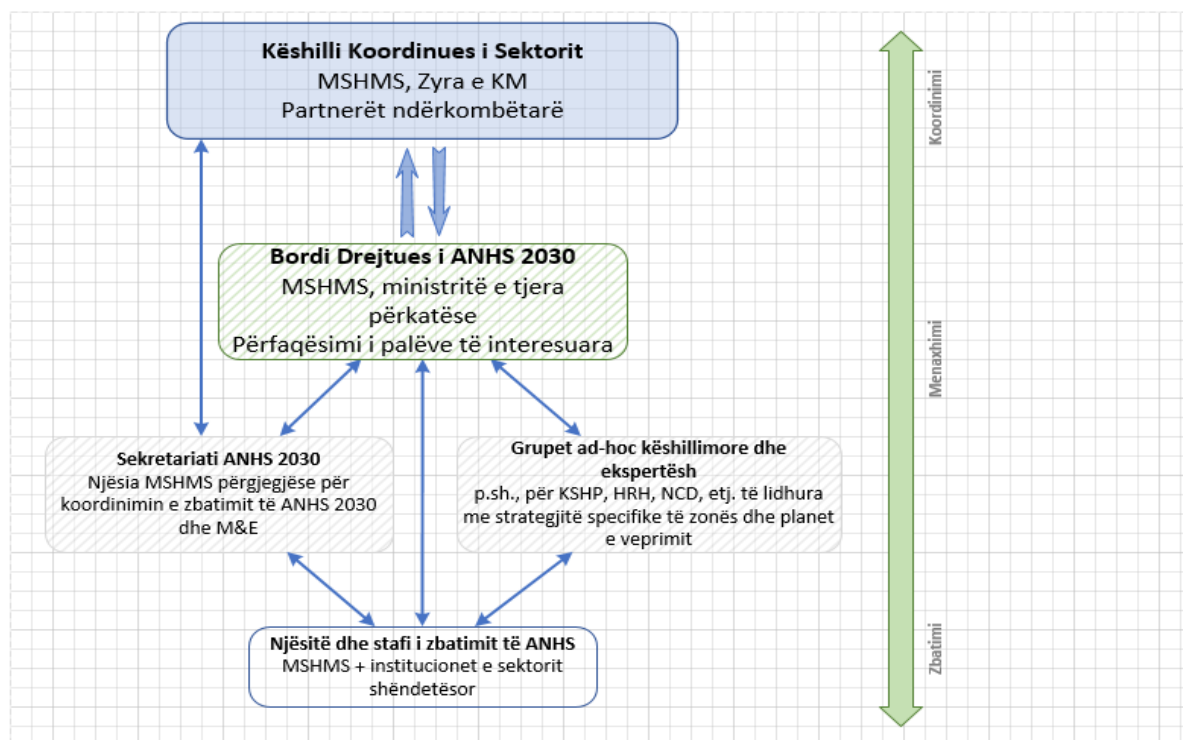 Këshilli Koordinues i Sektorit
MSHMS, Zyra e KM
Partnerët ndërkombëtarë
Koordinimi
Bordi Drejtues i ANHS 2030
MSHMS, ministritë e tjera
përkatëse
Përfaqësimi i palëve të interesuara
Menaxhimi
Sekretariati ANHS 2030
Njësia MSHMS përgjegjëse për
koordinimin e zbatimit të ANHS 2030
dhe M&E
Grupet ad-hoc këshillimore dhe
ekspertësh
p.sh., për KSHP, HRH, NCD, etj. të lidhura
me strategjitë specifike të zonës dhe planet
e veprimit
Njësitë dhe stafi i zbatimit të ANHS
MSHMS + institucionet e sektorit
shëndetësor
Zbatimi